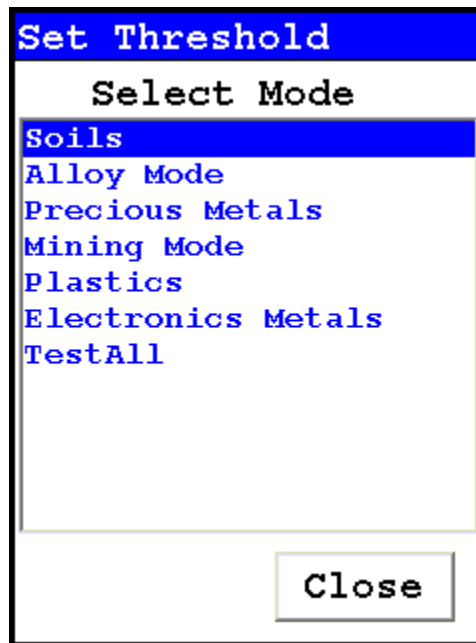 Set Threshold
Select Mode
Soils
Alloy Mode
Precious Metals
Mining Mode
Plastics
Electronics Metals
TestAll
Close